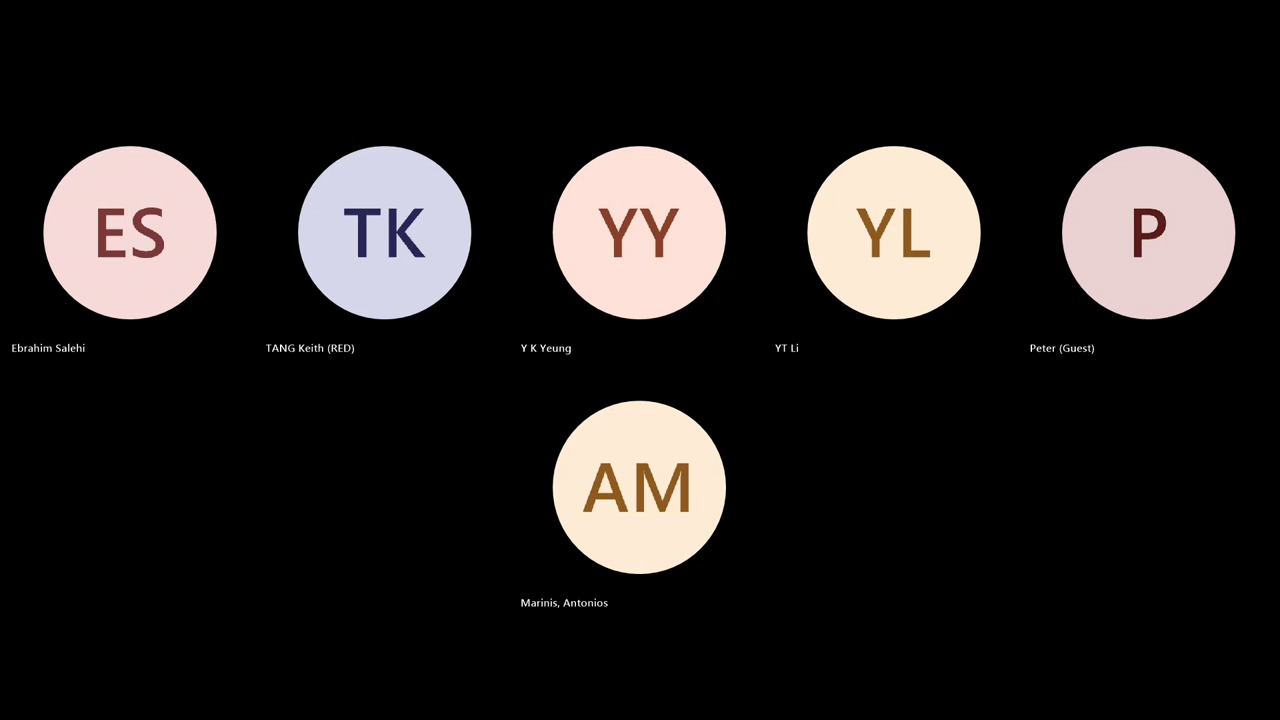 ES
TK
YY
YL
P
Ebrahim Salehi
TANG Keith (RED)
Y K Yeung
YT Li
Peter (Guest)
AM
Marinis, Antonios